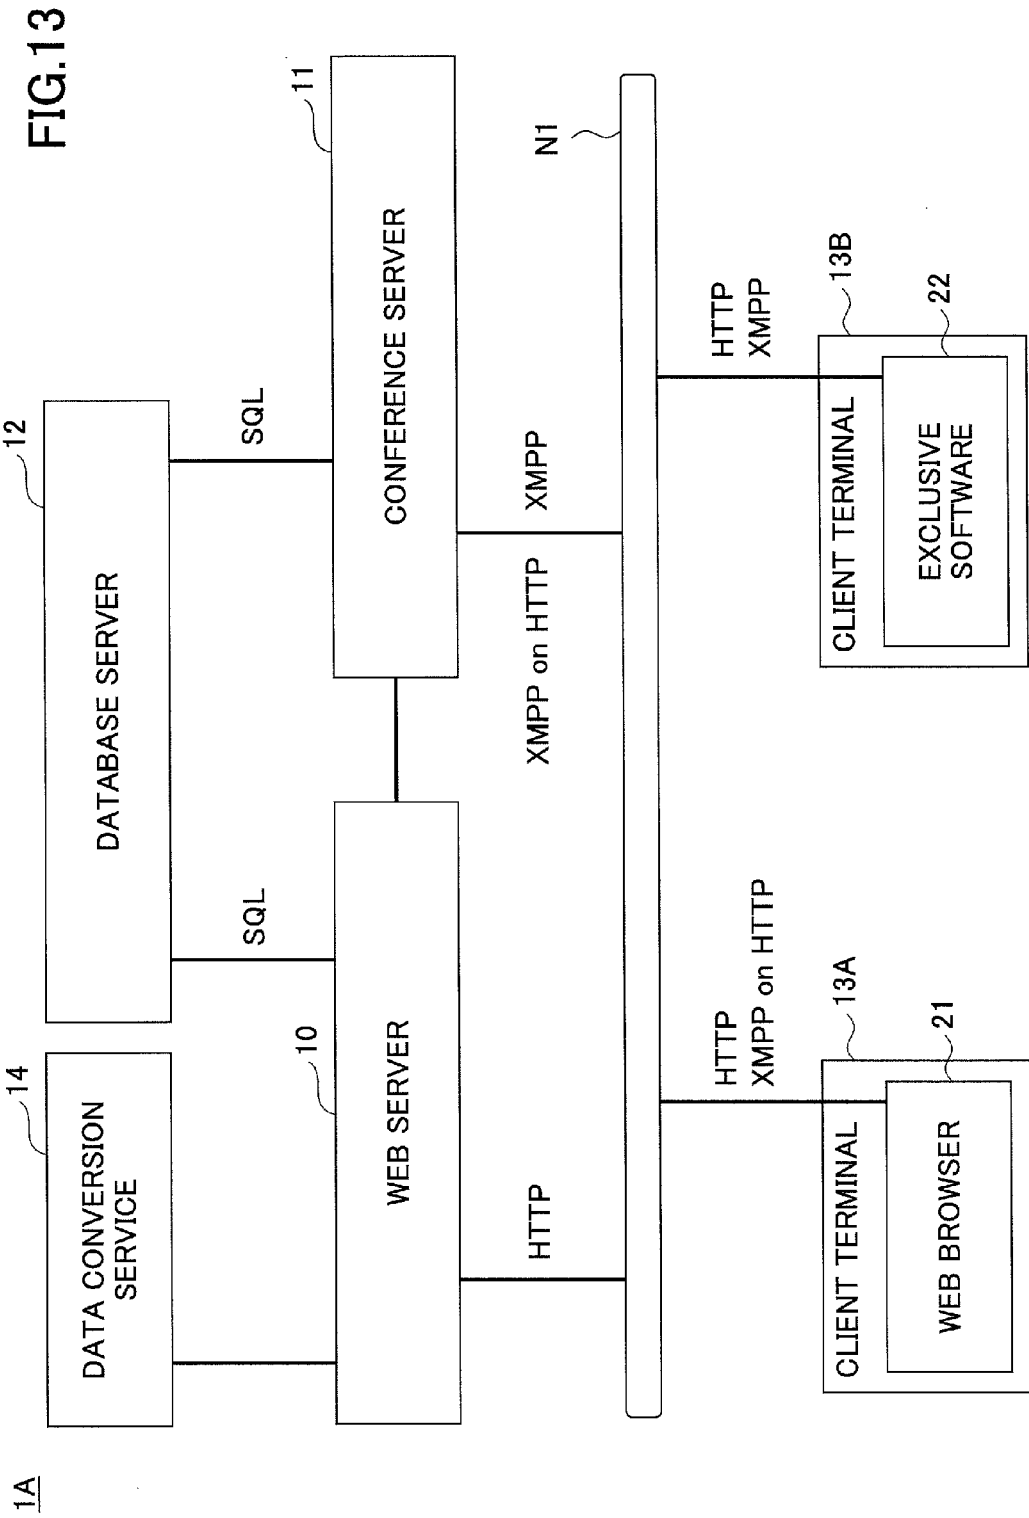 FIG.13
1A
14
DATA CONVERSION
SERVICE
12
DATABASE SERVER
SQL
SQL
10
WEB SERVER
11
CONFERENCE SERVER
HTTP
XMPP on HTTP
XMPP
N1
HTTP
XMPP on HTTP
HTTP
XMPP
13A
CLIENT TERMINAL
21
WEB BROWSER
13B
CLIENT TERMINAL
22
EXCLUSIVE
SOFTWARE